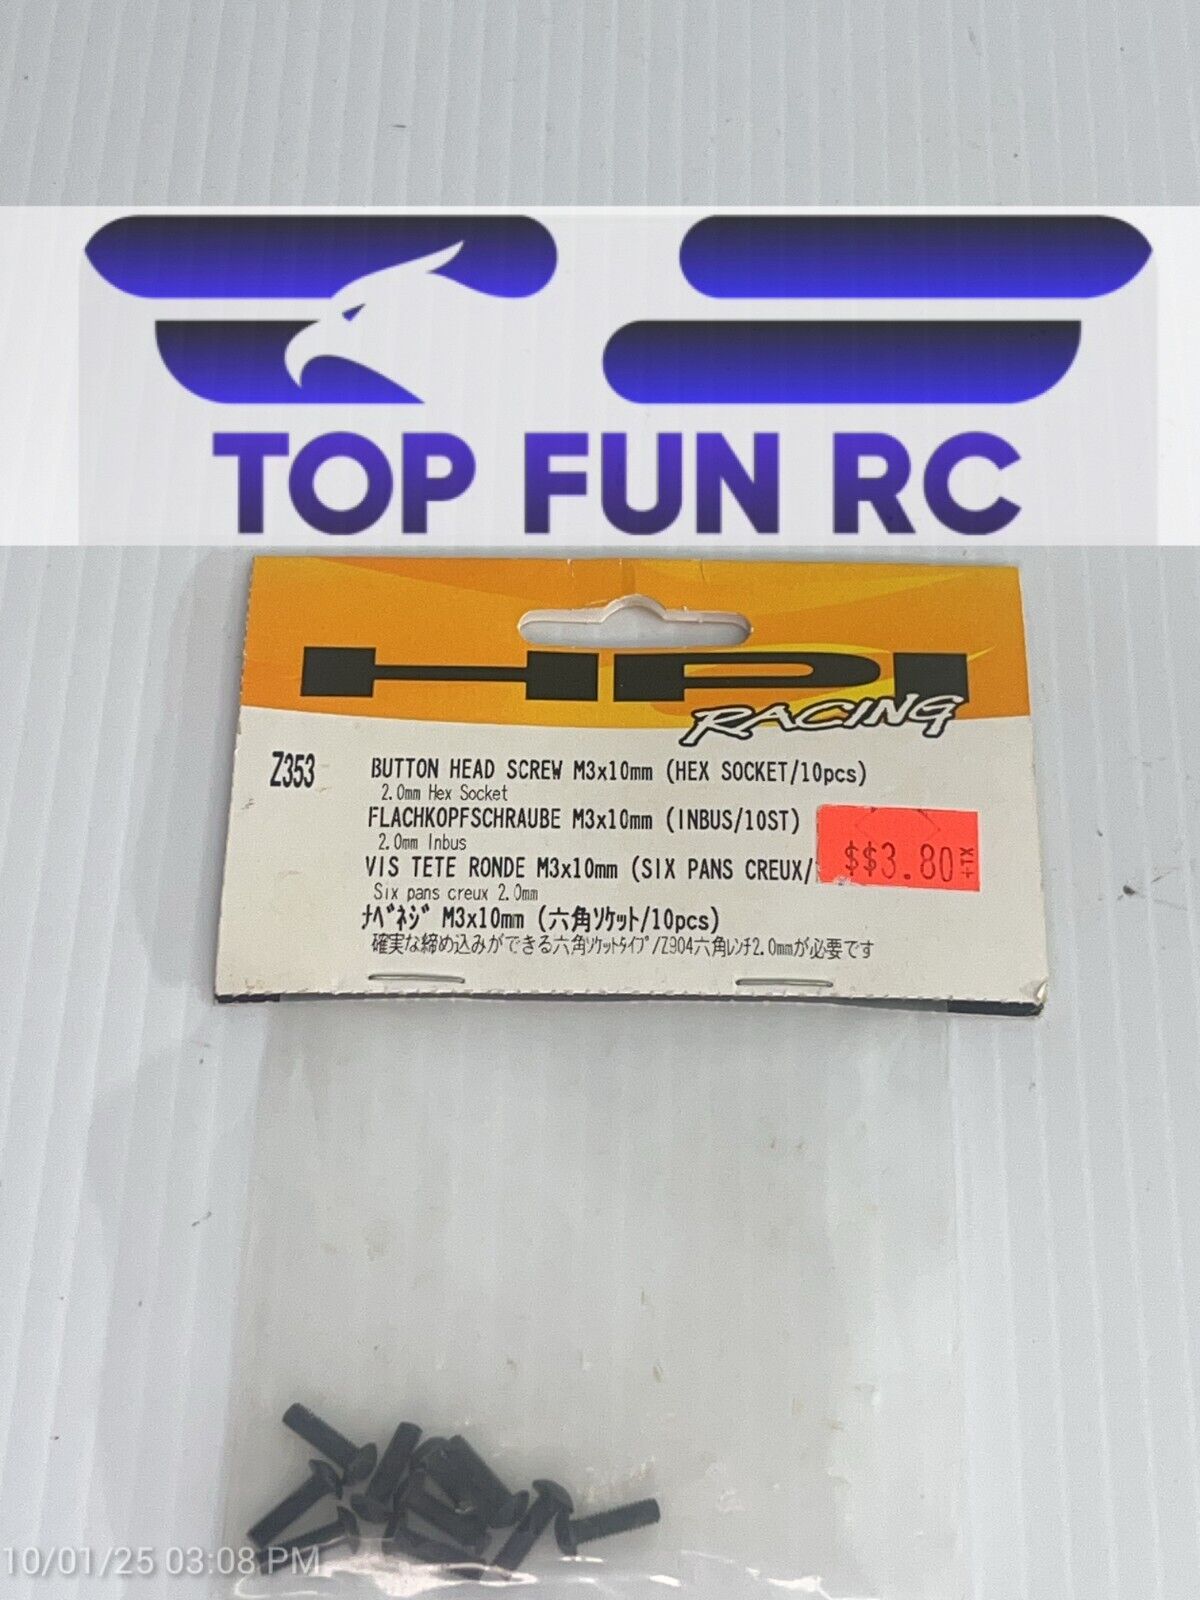 TOP FUN RC
HPI
RACING
Z353
BUTTON HEAD SCREW M3x10mm (HEX SOCKET/10pcs)
2.0mm Hex Socket
FLACHKOPFSCHRAUBE M3x10mm (INBUS/10ST)
2.0mm Inbus
VIS TETE RONDE M3x10mm (SIX PANS CREUX/
Six pans creux 2.0mm
ﾅﾍﾞﾈｼﾞ M3x10mm (六角ｿｹｯﾄ/10pcs)
確実な締め込みができる六角ｿｹｯﾄﾀｲﾌﾟ/Z904六角ﾚﾝﾁ2.0mmが必要です
$$3.80
+TX
10/01/25 03:08 PM